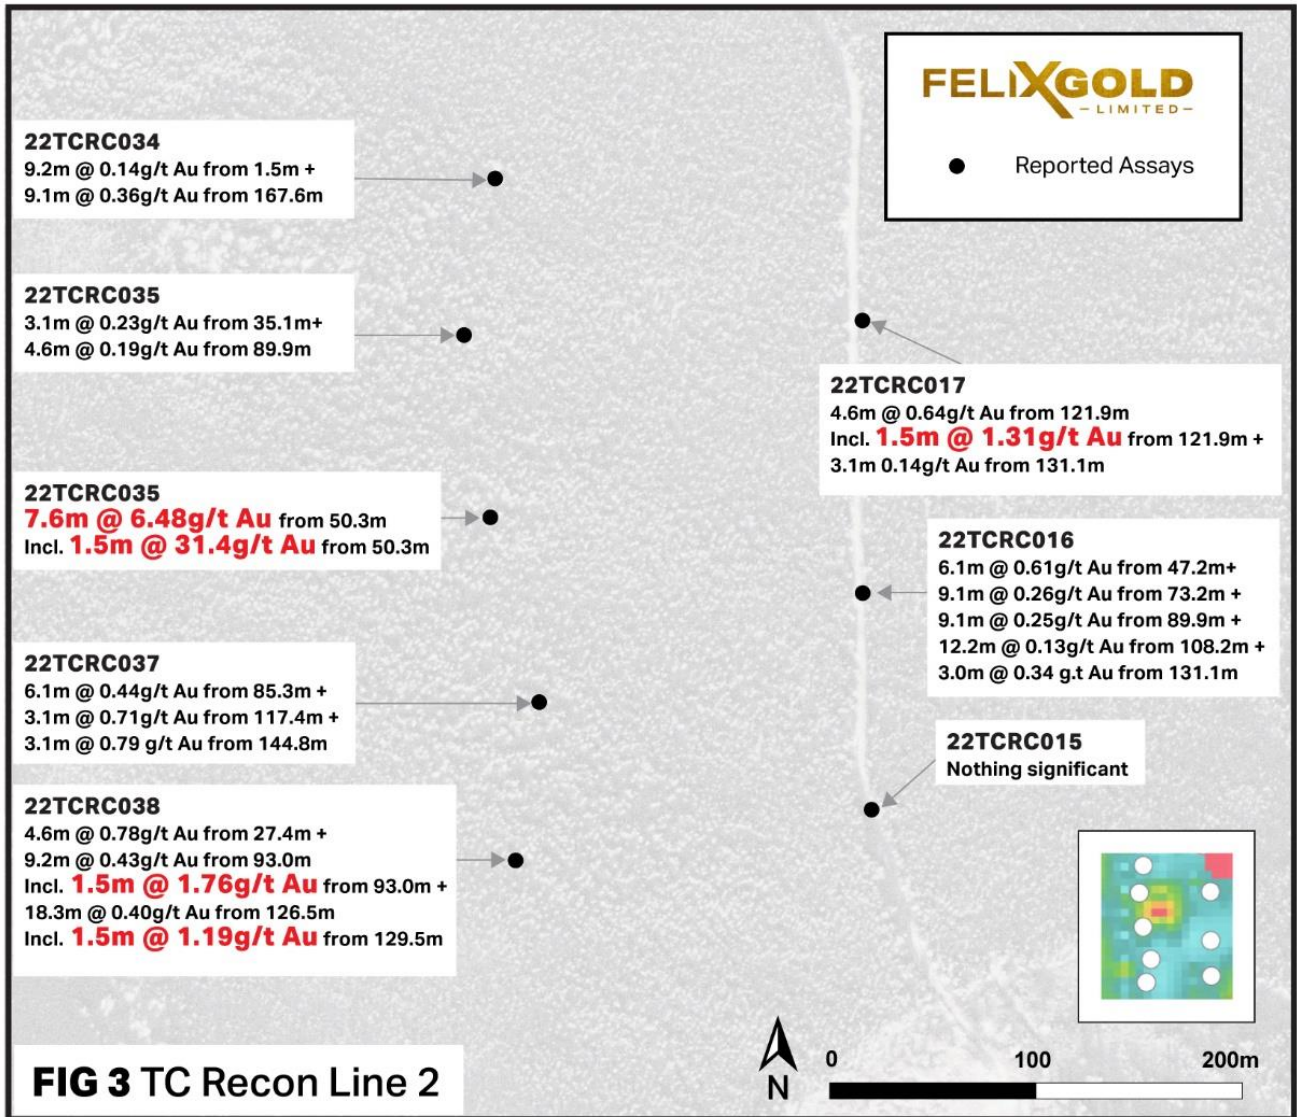 FELIXGOLD
-LIMITED-
Reported Assays
22TCRC034
9.2m @ 0.14g/t Au from 1.5m +
9.1m @ 0.36g/t Au from 167.6m
22TCRC035
3.1m @ 0.23g/t Au from 35.1m+
4.6m @ 0.19g/t Au from 89.9m
22TCRC035
7.6m @ 6.48g/t Au from 50.3m
Incl. 1.5m @ 31.4g/t Au from 50.3m
22TCRC037
6.1m @ 0.44g/t Au from 85.3m +
3.1m @ 0.71g/t Au from 117.4m +
3.1m @ 0.79 g/t Au from 144.8m
22TCRC038
4.6m @ 0.78g/t Au from 27.4m +
9.2m @ 0.43g/t Au from 93.0m
Incl. 1.5m @ 1.76g/t Au from 93.0m +
18.3m @ 0.40g/t Au from 126.5m
Incl. 1.5m @ 1.19g/t Au from 129.5m
22TCRC017
4.6m @ 0.64g/t Au from 121.9m
Incl. 1.5m @ 1.31g/t Au from 121.9m +
3.1m 0.14g/t Au from 131.1m
22TCRC016
6.1m @ 0.61g/t Au from 47.2m+
9.1m @ 0.26g/t Au from 73.2m +
9.1m @ 0.25g/t Au from 89.9m +
12.2m @ 0.13g/t Au from 108.2m +
3.0m @ 0.34 g.t Au from 131.1m
22TCRC015
Nothing significant
FIG 3 TC Recon Line 2
N
0 100 200m